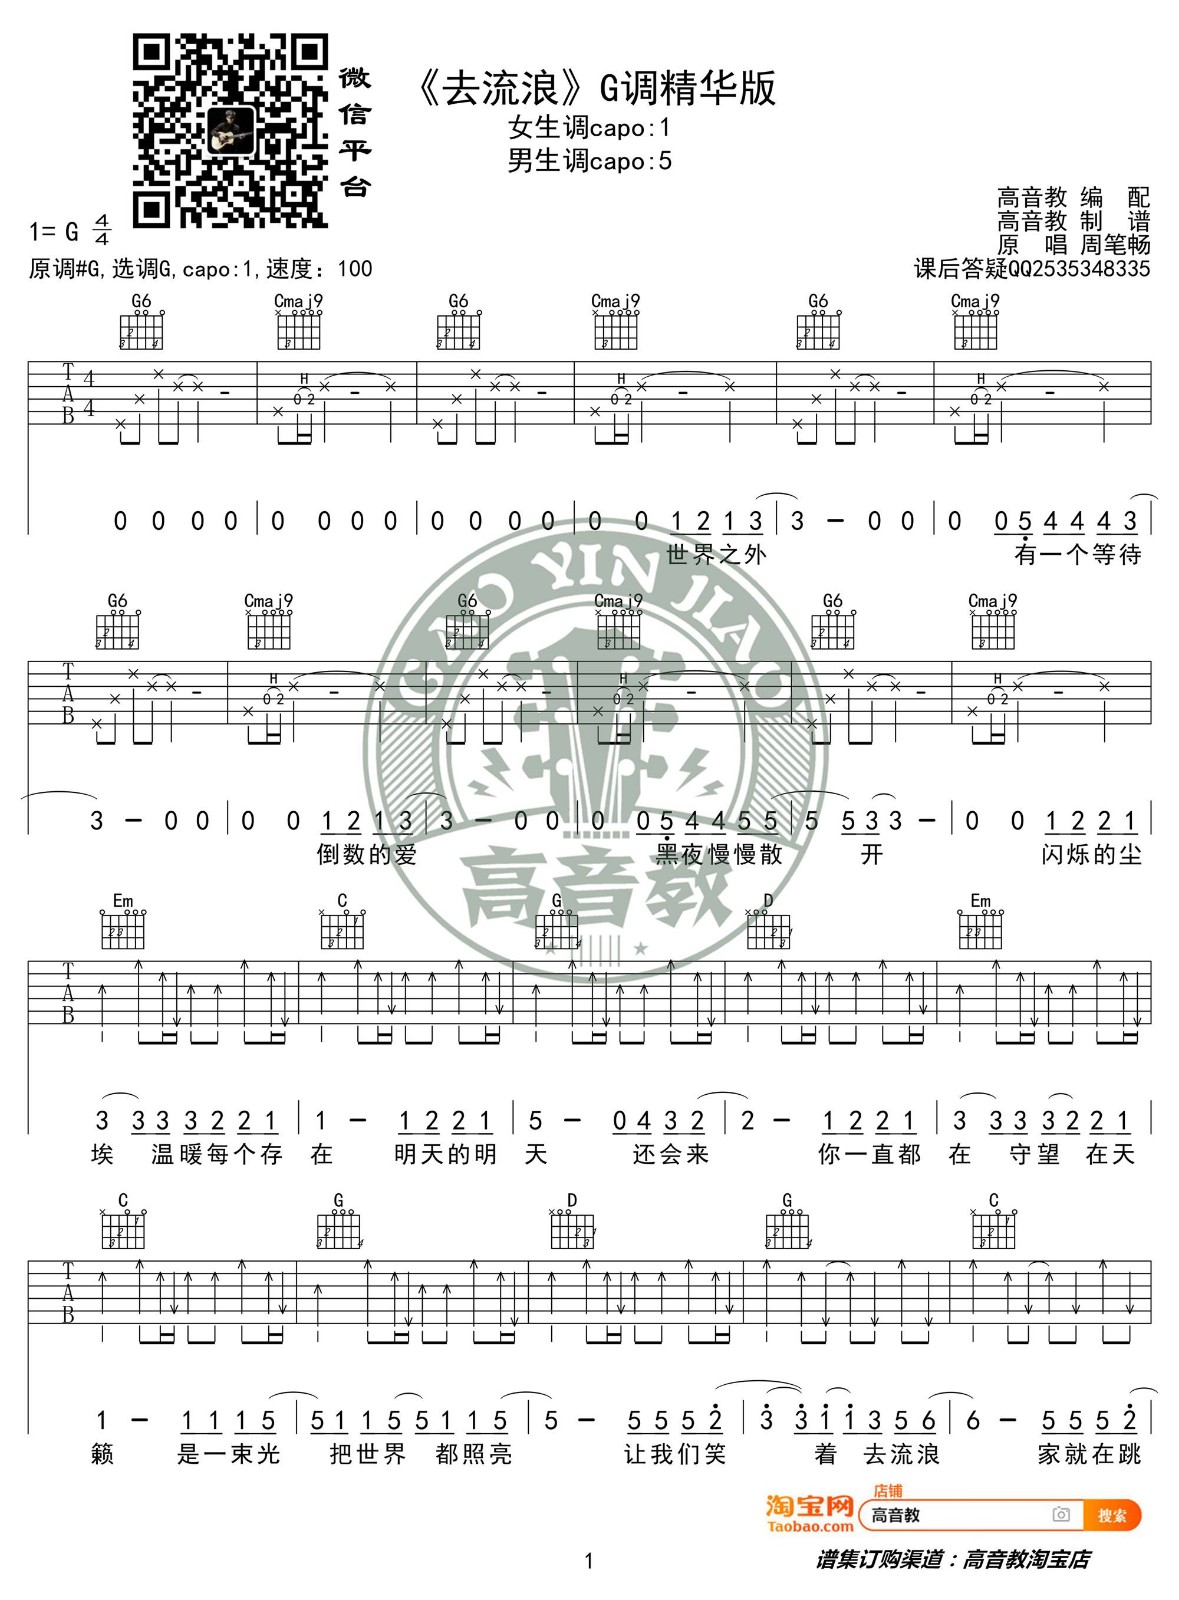 微信平台
《去流浪》G调精华版
女生调capo:1
男生调capo:5
高音教 编 配
高音教 制 谱
原 唱 周笔畅
课后答疑QQ2535348335
1= G 4/4
原调#G,选调G,capo:1,速度：100
G6 Cmaj9 G6 Cmaj9 G6 Cmaj9
T A B 4 4 H 0 2 H 0 2 H 0 2
0 0 0 0 | 0 0 0 0 | 0 0 0 0 | 0 0 1 2 1 3 | 3 - 0 0 | 0 0 5 4 4 4 3
世界之外 有一个等待
GAO YIN JIAO
G6 Cmaj9 G6 Cmaj9 G6 Cmaj9
T A B H 0 2 H 0 2 H 0 2
3 - 0 0 | 0 0 1 2 1 3 | 3 - 0 0 | 0 0 5 4 4 5 5 | 5 5 3 3 - | 0 0 1 2 2 1
倒数的爱 黑夜慢慢散 开 闪烁的尘
高音教
Em C G D Em
T A B
3 3 3 3 2 2 1 | 1 - 1 2 2 1 | 5 - 0 4 3 2 | 2 - 1 2 2 1 | 3 3 3 3 2 2 1
埃 温暖每个存 在 明天的明 天 还会来 你一直都 在 守望 在天
C G D G C
T A B
1 - 1 1 1 5 | 5 1 1 5 5 1 1 5 | 5 - 5 5 5 2 | 3 3 1 1 3 5 6 | 6 - 5 5 5 2
籁 是一束光 把世界 都照亮 让我们笑 着 去流浪 家就在跳
店铺
淘宝网 高音教 搜索
Taobao.com
1
谱集订购渠道：高音教淘宝店